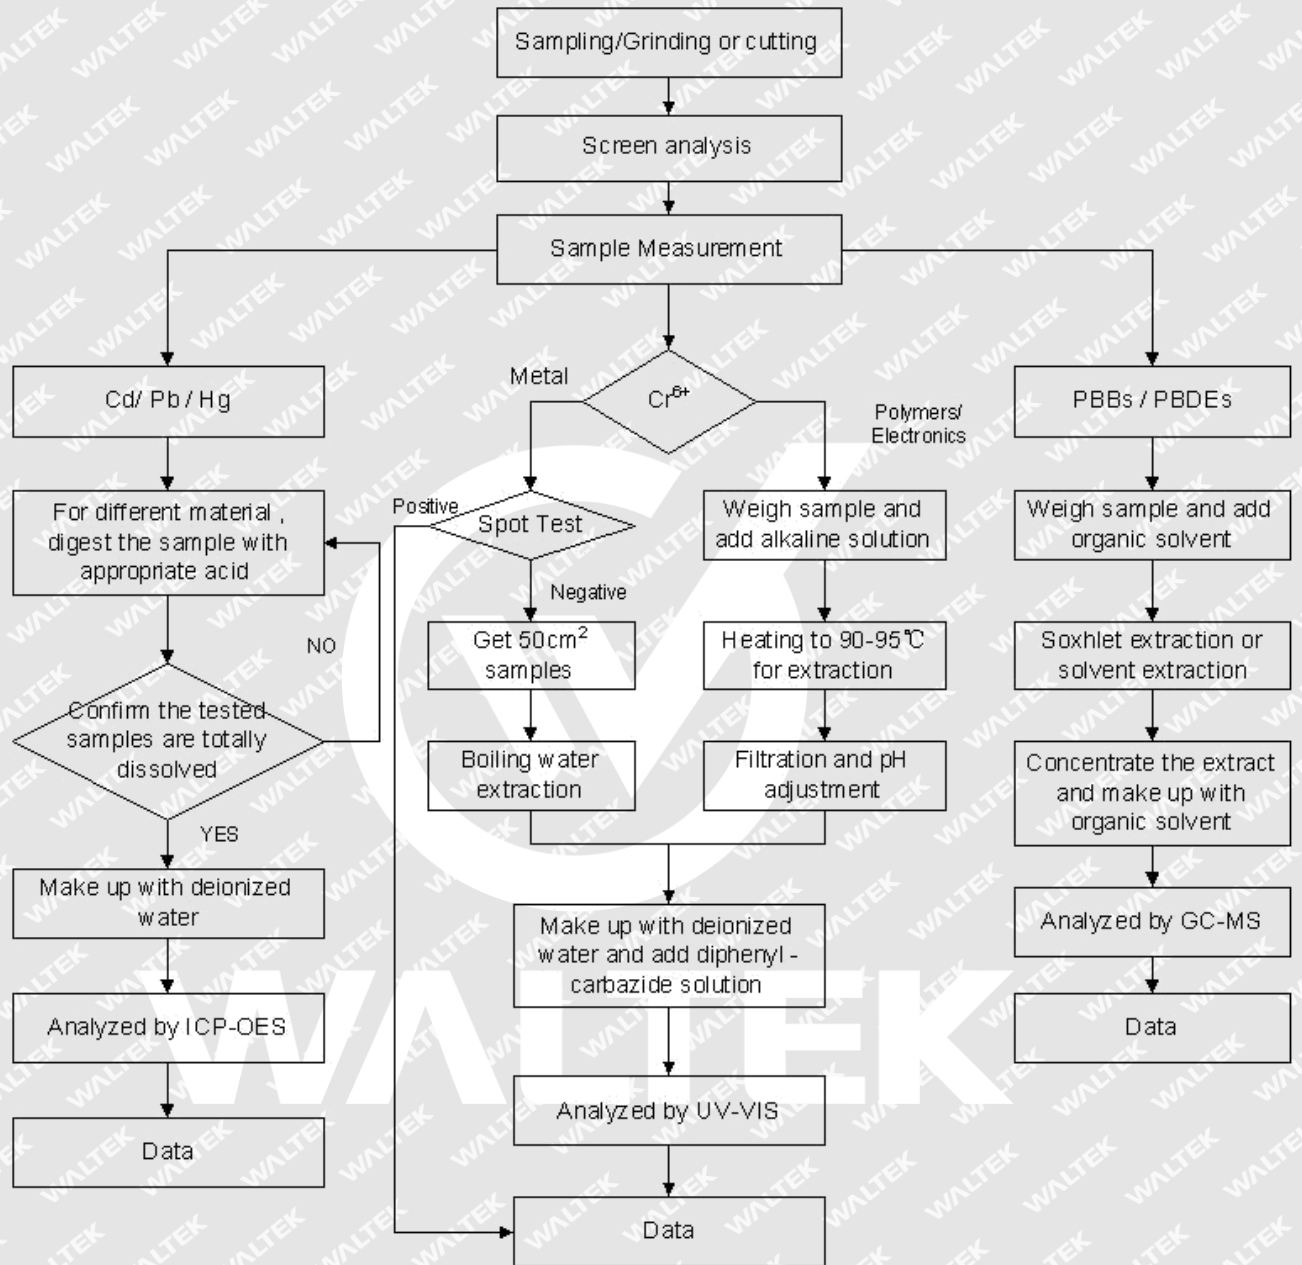 Sampling/Grinding or cutting
Screen analysis
Sample Measurement
Cd/ Pb / Hg
For different material ,
digest the sample with
appropriate acid
NO
Confirm the tested
samples are totally
dissolved
YES
Make up with deionized
water
Analyzed by ICP-OES
Data
Metal
Cr⁶⁺
Polymers/
Electronics
Positive
Spot Test
Negative
Get 50cm²
samples
Boiling water
extraction
Weigh sample and
add alkaline solution
Heating to 90-95℃
for extraction
Filtration and pH
adjustment
Make up with deionized
water and add diphenyl -
carbazide solution
Analyzed by UV-VIS
Data
PBBs / PBDEs
Weigh sample and add
organic solvent
Soxhlet extraction or
solvent extraction
Concentrate the extract
and make up with
organic solvent
Analyzed by GC-MS
Data
WALTEK